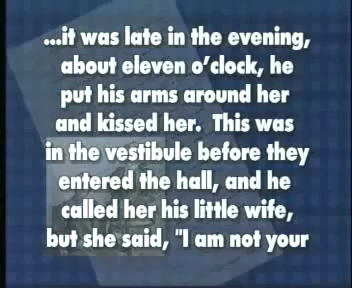 ...it was late in the evening,
about eleven o'clock, he
put his arms around her
and kissed her.  This was
in the vestibule before they
entered the hall, and he
called her his little wife,
but she said, "I am not your